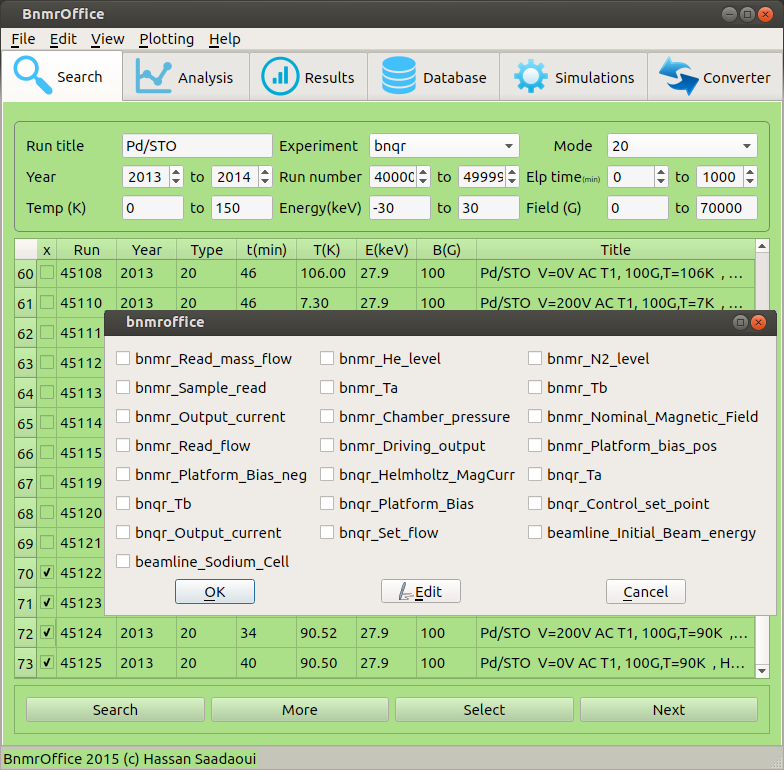 BnmrOffice
File Edit View Plotting Help
Search Analysis Results Database Simulations Converter
Run title Pd/STO Experiment bnqr Mode 20
Year 2013 to 2014 Run number 40000 to 49999 Elp time(min) 0 to 1000
Temp (K) 0 to 150 Energy(keV) -30 to 30 Field (G) 0 to 70000
x Run Year Type t(min) T(K) E(keV) B(G) Title
60 45108 2013 20 46 106.00 27.9 100 Pd/STO V=0V AC T1, 100G,T=106K , ...
61 45110 2013 20 46 7.30 27.9 100 Pd/STO V=200V AC T1, 100G,T=7K , ...
62 45111
63 45112
64 45113
65 45114
66 45115
67 45119
68 45120
69 45121
70 45122
71 45123
72 45124 2013 20 34 90.52 27.9 100 Pd/STO V=200V AC T1, 100G,T=90K ,...
73 45125 2013 20 40 90.50 27.9 100 Pd/STO V=0V AC T1, 100G,T=90K , H...
bnmroffice
bnmr_Read_mass_flow bnmr_He_level bnmr_N2_level
bnmr_Sample_read bnmr_Ta bnmr_Tb
bnmr_Output_current bnmr_Chamber_pressure bnmr_Nominal_Magnetic_Field
bnmr_Read_flow bnmr_Driving_output bnmr_Platform_bias_pos
bnmr_Platform_Bias_neg bnqr_Helmholtz_MagCurr bnqr_Ta
bnqr_Tb bnqr_Platform_Bias bnqr_Control_set_point
bnqr_Output_current bnqr_Set_flow beamline_Initial_Beam_energy
beamline_Sodium_Cell
OK Edit Cancel
Search More Select Next
BnmrOffice 2015 (c) Hassan Saadaoui